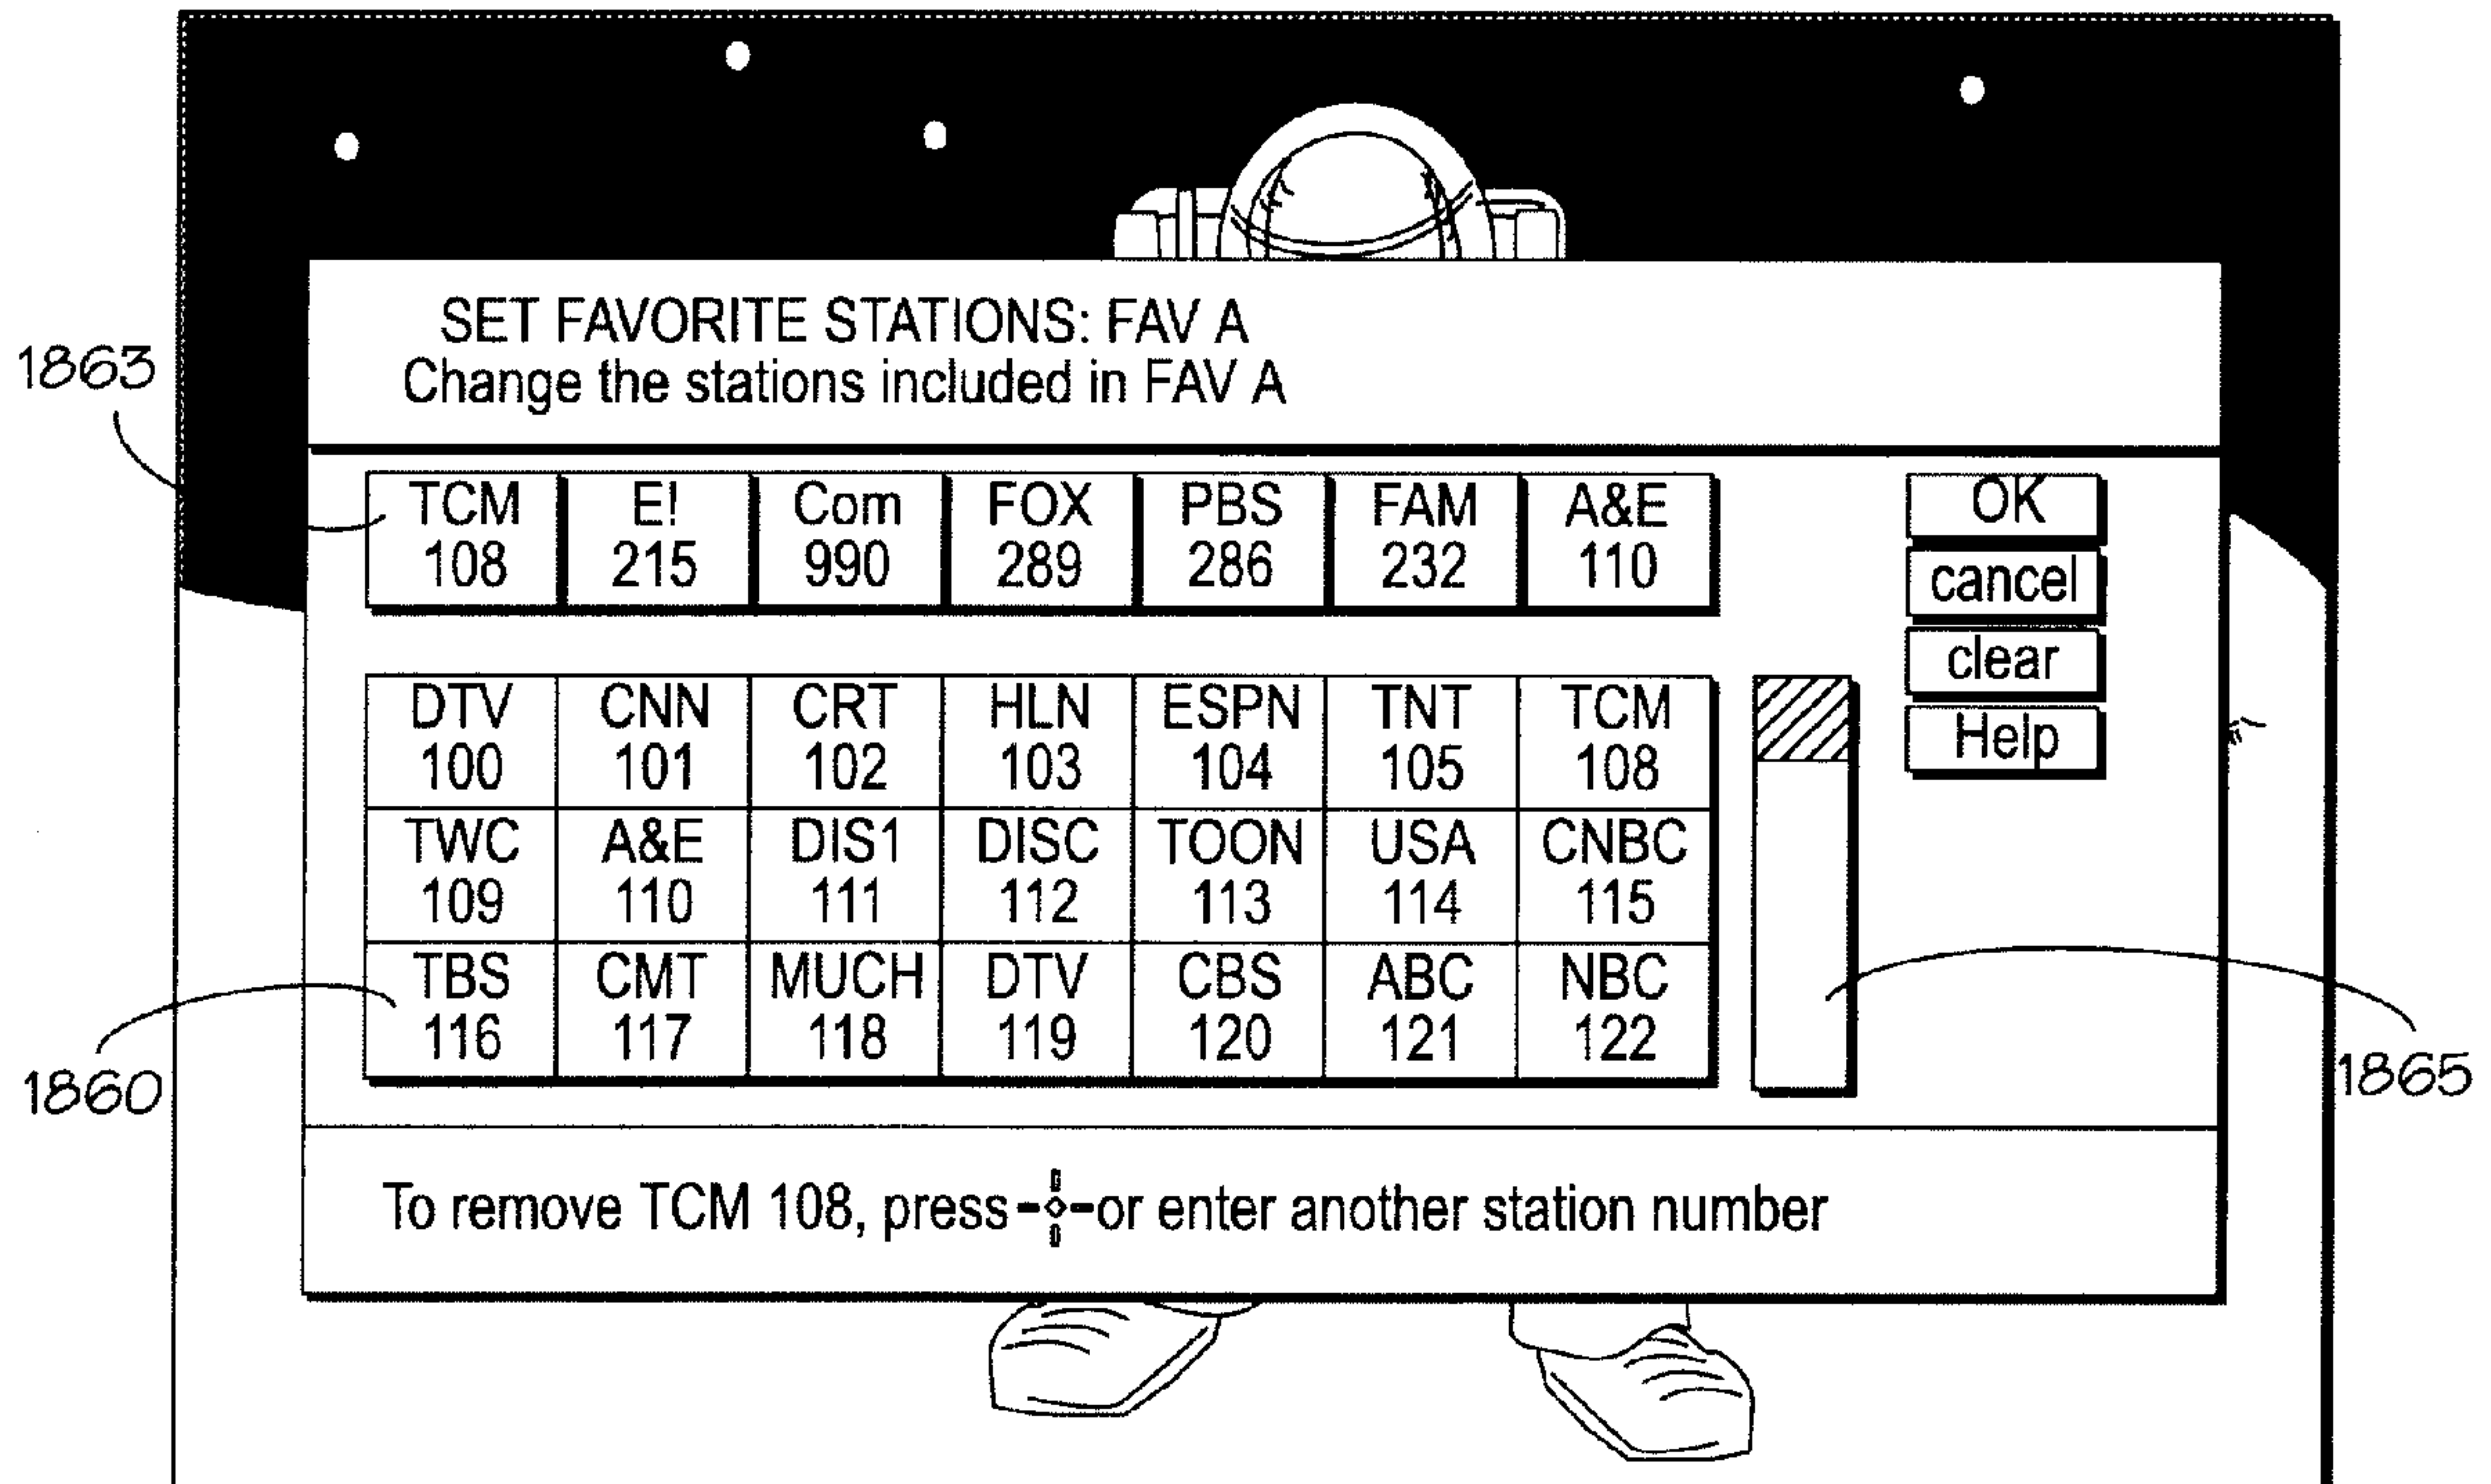 SET FAVORITE STATIONS: FAV A
Change the stations included in FAV A
1863
TCM E! Com FOX PBS FAM A&E
108 215 990 289 286 232 110
OK
cancel
clear
Help
DTV CNN CRT HLN ESPN TNT TCM
100 101 102 103 104 105 108
TWC A&E DIS1 DISC TOON USA CNBC
109 110 111 112 113 114 115
TBS CMT MUCH DTV CBS ABC NBC
116 117 118 119 120 121 122
1860
1865
To remove TCM 108, press or enter another station number